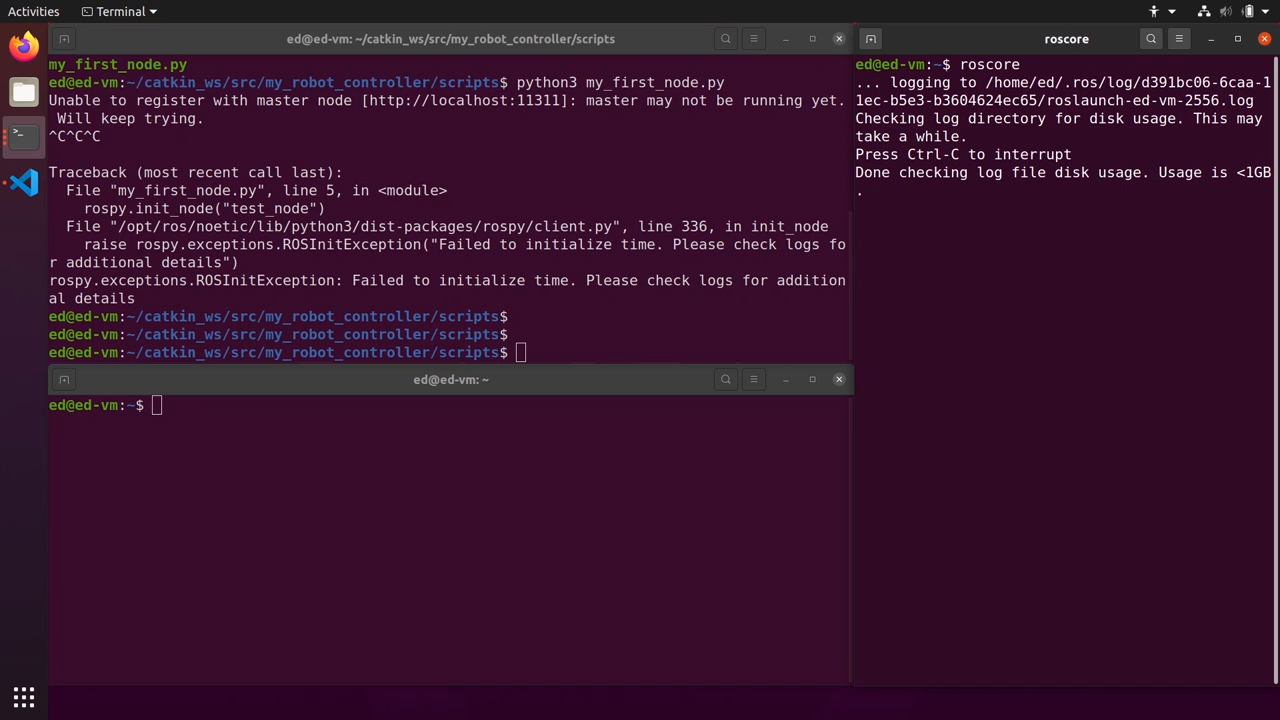 Activities
Terminal
ed@ed-vm: ~/catkin_ws/src/my_robot_controller/scripts
my_first_node.py
ed@ed-vm:~/catkin_ws/src/my_robot_controller/scripts$ python3 my_first_node.py
Unable to register with master node [http://localhost:11311]: master may not be running yet.
Will keep trying.
^C^C^C
Traceback (most recent call last):
File "my_first_node.py", line 5, in <module>
rospy.init_node("test_node")
File "/opt/ros/noetic/lib/python3/dist-packages/rospy/client.py", line 336, in init_node
raise rospy.exceptions.ROSInitException("Failed to initialize time. Please check logs fo
r additional details")
rospy.exceptions.ROSInitException: Failed to initialize time. Please check logs for addition
al details
ed@ed-vm:~/catkin_ws/src/my_robot_controller/scripts$
ed@ed-vm:~/catkin_ws/src/my_robot_controller/scripts$
ed@ed-vm:~/catkin_ws/src/my_robot_controller/scripts$
ed@ed-vm: ~
ed@ed-vm:~$
roscore
ed@ed-vm:~$ roscore
... logging to /home/ed/.ros/log/d391bc06-6caa-1
1ec-b5e3-b3604624ec65/roslaunch-ed-vm-2556.log
Checking log directory for disk usage. This may
take a while.
Press Ctrl-C to interrupt
Done checking log file disk usage. Usage is <1GB
.